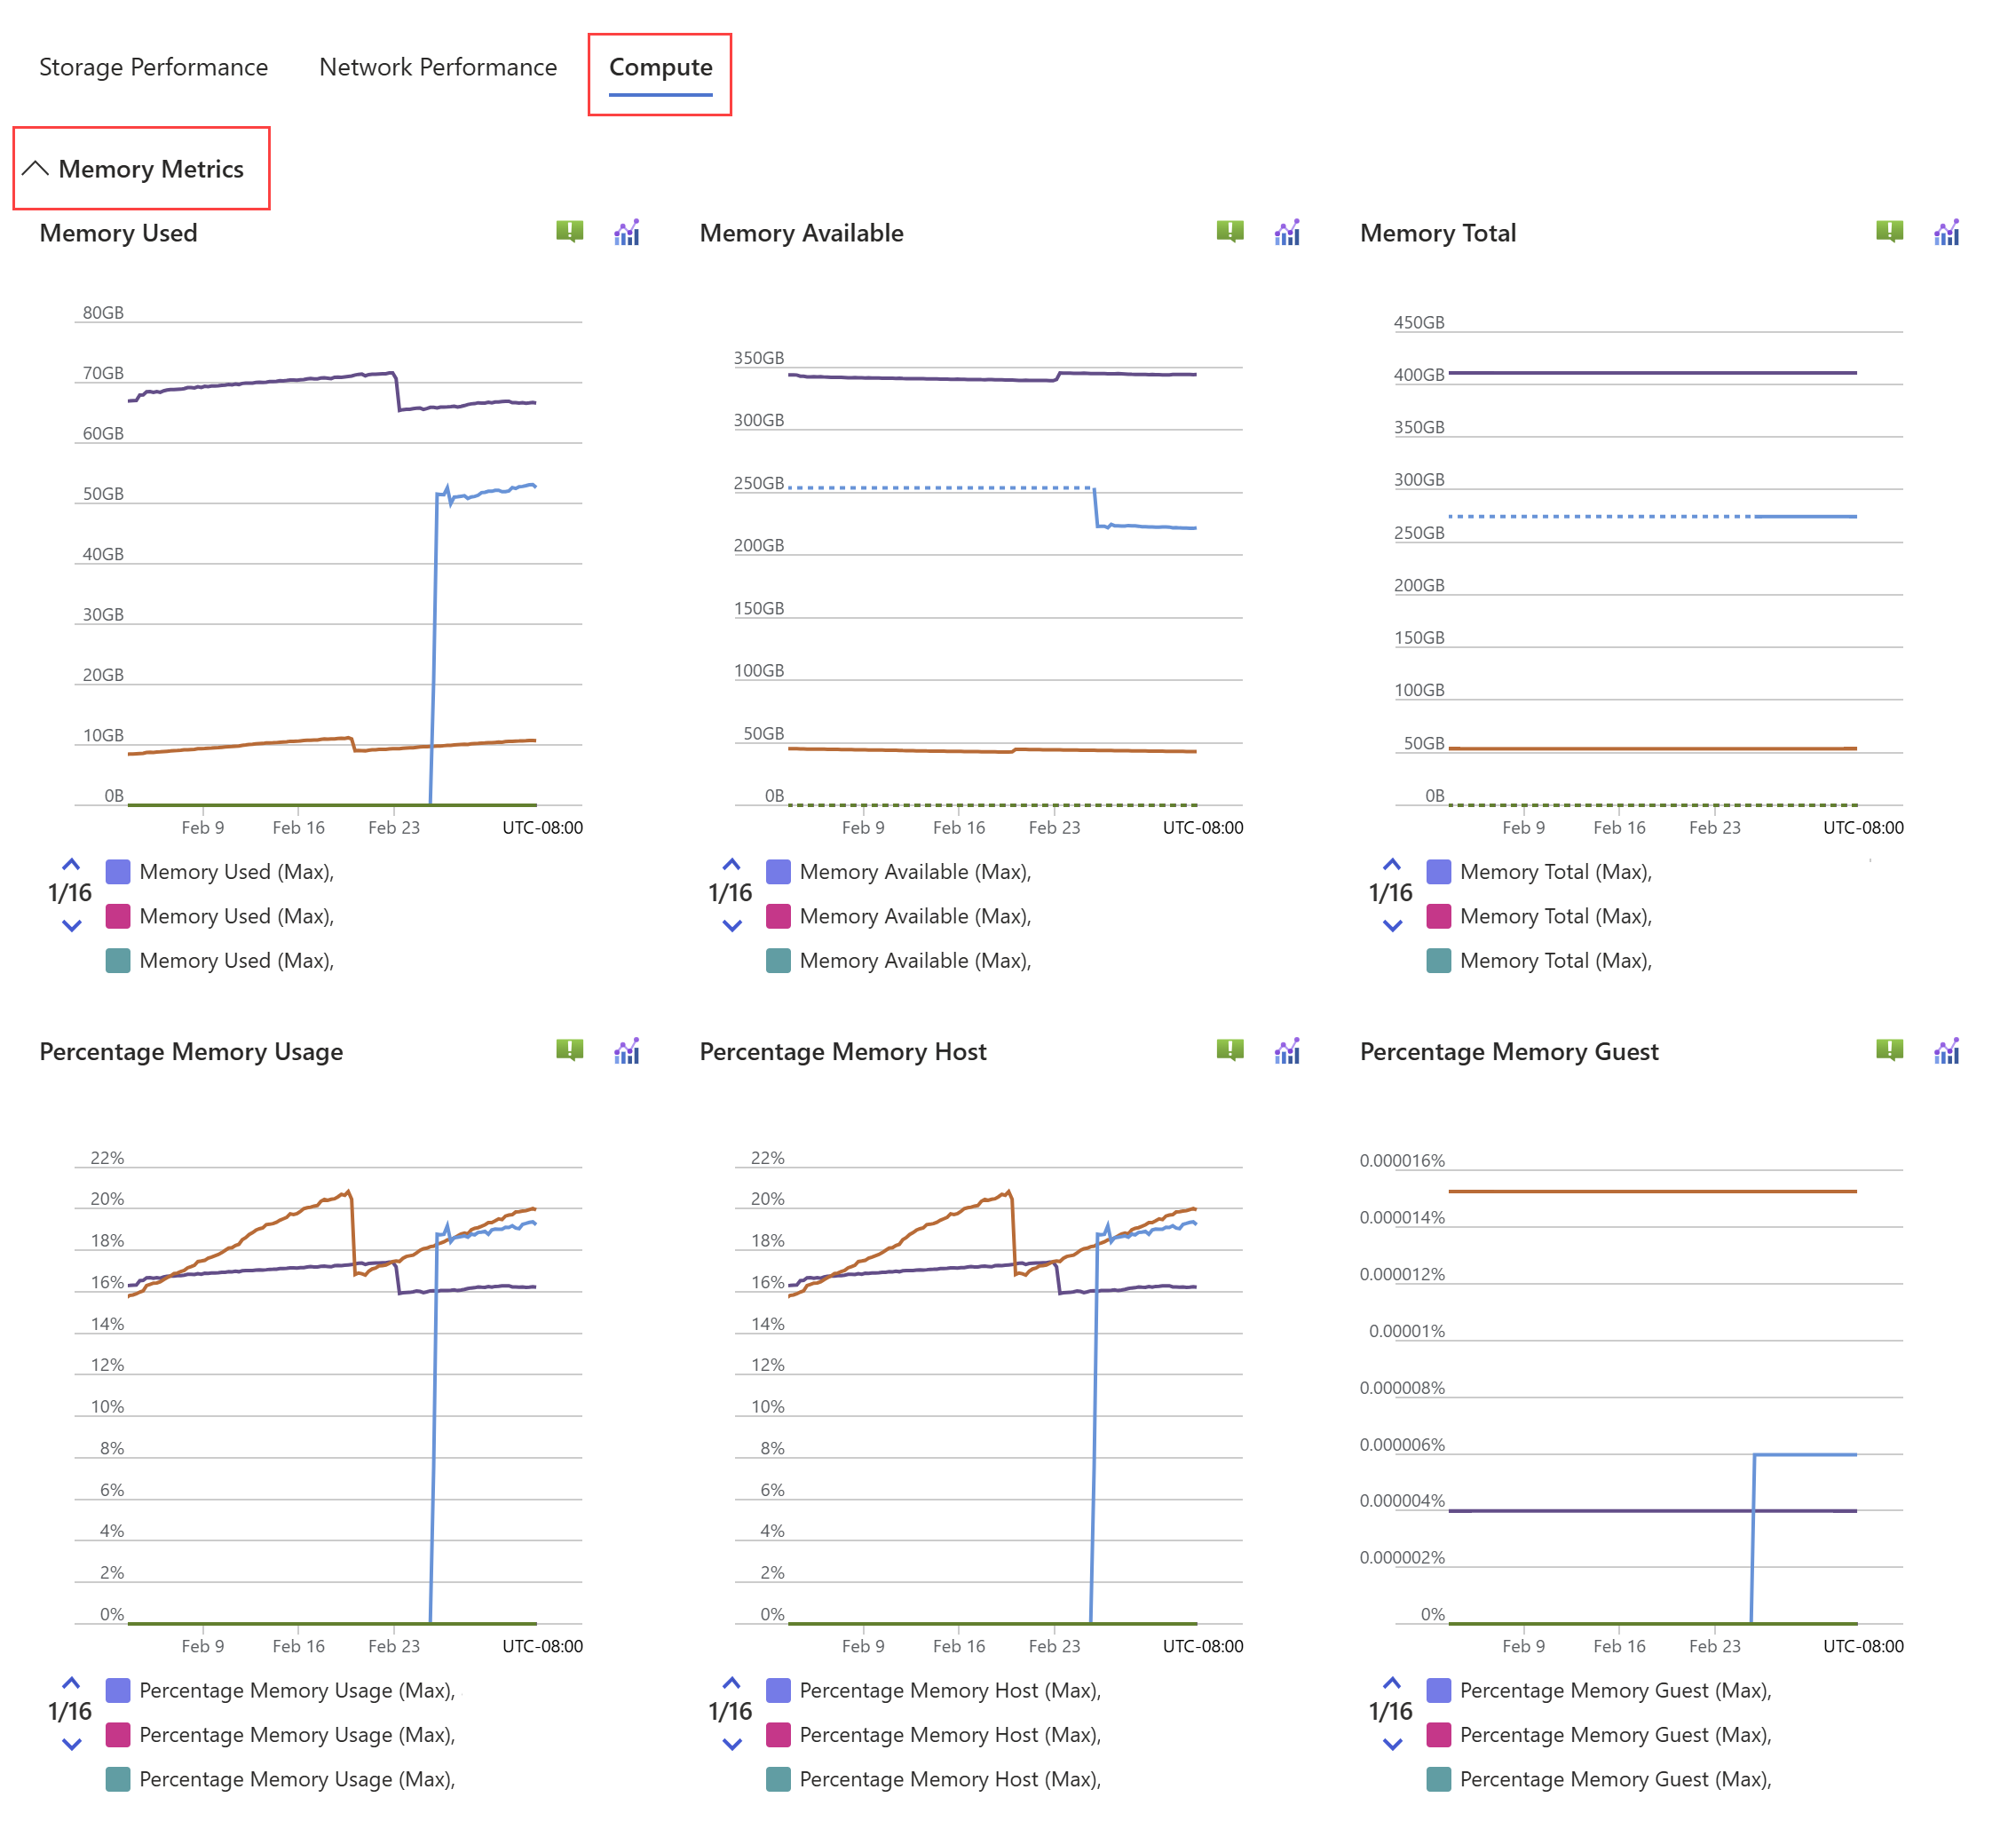 Storage Performance Network Performance Compute
Memory Metrics
Memory Used
80GB
70GB
60GB
50GB
40GB
30GB
20GB
10GB
0B
Feb 9 Feb 16 Feb 23 UTC-08:00
1/16
Memory Used (Max),
Memory Used (Max),
Memory Used (Max),
Memory Available
350GB
300GB
250GB
200GB
150GB
100GB
50GB
0B
Feb 9 Feb 16 Feb 23 UTC-08:00
1/16
Memory Available (Max),
Memory Available (Max),
Memory Available (Max),
Memory Total
450GB
400GB
350GB
300GB
250GB
200GB
150GB
100GB
50GB
0B
Feb 9 Feb 16 Feb 23 UTC-08:00
1/16
Memory Total (Max),
Memory Total (Max),
Memory Total (Max),
Percentage Memory Usage
22%
20%
18%
16%
14%
12%
10%
8%
6%
4%
2%
0%
Feb 9 Feb 16 Feb 23 UTC-08:00
1/16
Percentage Memory Usage (Max),
Percentage Memory Usage (Max),
Percentage Memory Usage (Max),
Percentage Memory Host
22%
20%
18%
16%
14%
12%
10%
8%
6%
4%
2%
0%
Feb 9 Feb 16 Feb 23 UTC-08:00
1/16
Percentage Memory Host (Max),
Percentage Memory Host (Max),
Percentage Memory Host (Max),
Percentage Memory Guest
0.000016%
0.000014%
0.000012%
0.00001%
0.000008%
0.000006%
0.000004%
0.000002%
0%
Feb 9 Feb 16 Feb 23 UTC-08:00
1/16
Percentage Memory Guest (Max),
Percentage Memory Guest (Max),
Percentage Memory Guest (Max),